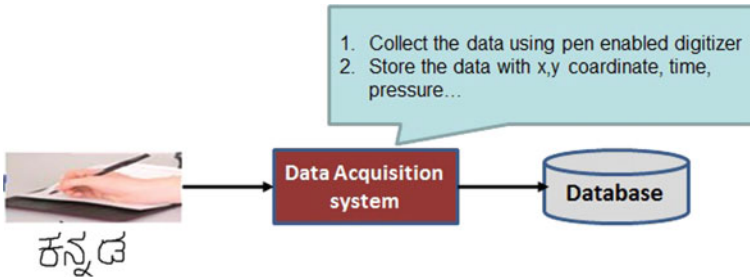 1. Collect the data using pen enabled digitizer
2. Store the data with x,y coardinate, time,
pressure...
Data Acquisition
system
Database
ಕನ್ನಡ